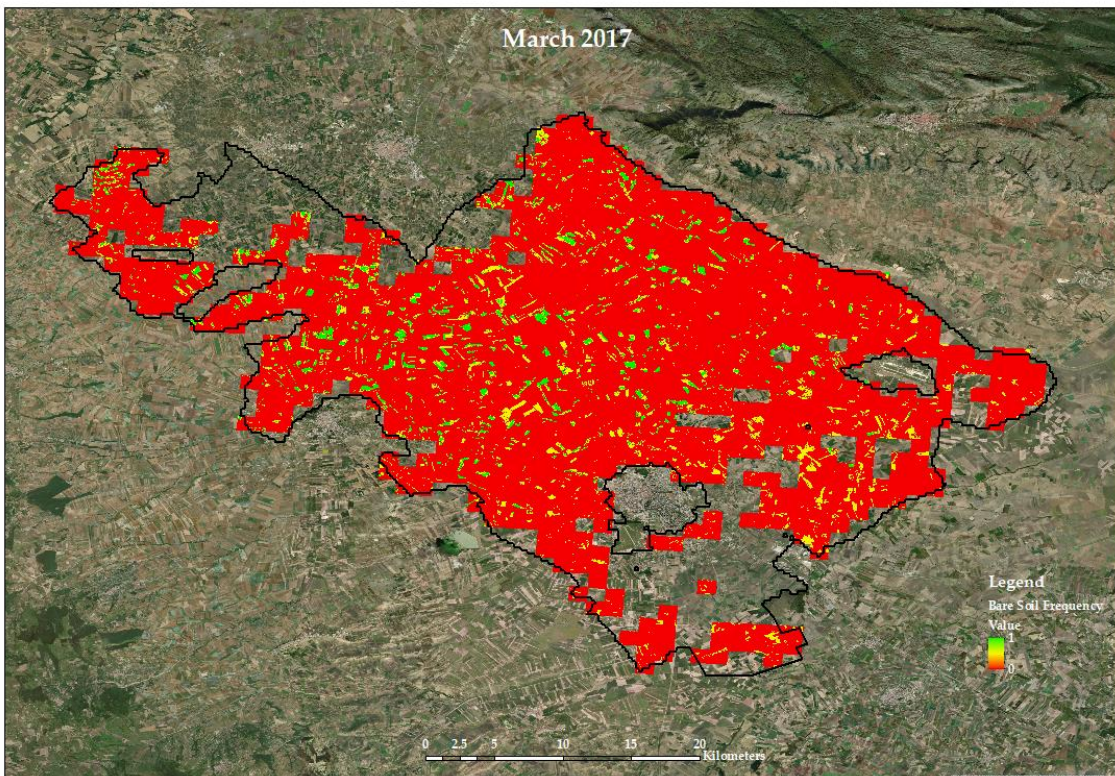 March 2017
Legend
Bare Soil Frequency
Value
1
0
0 2.5 5 10 15 20
Kilometers